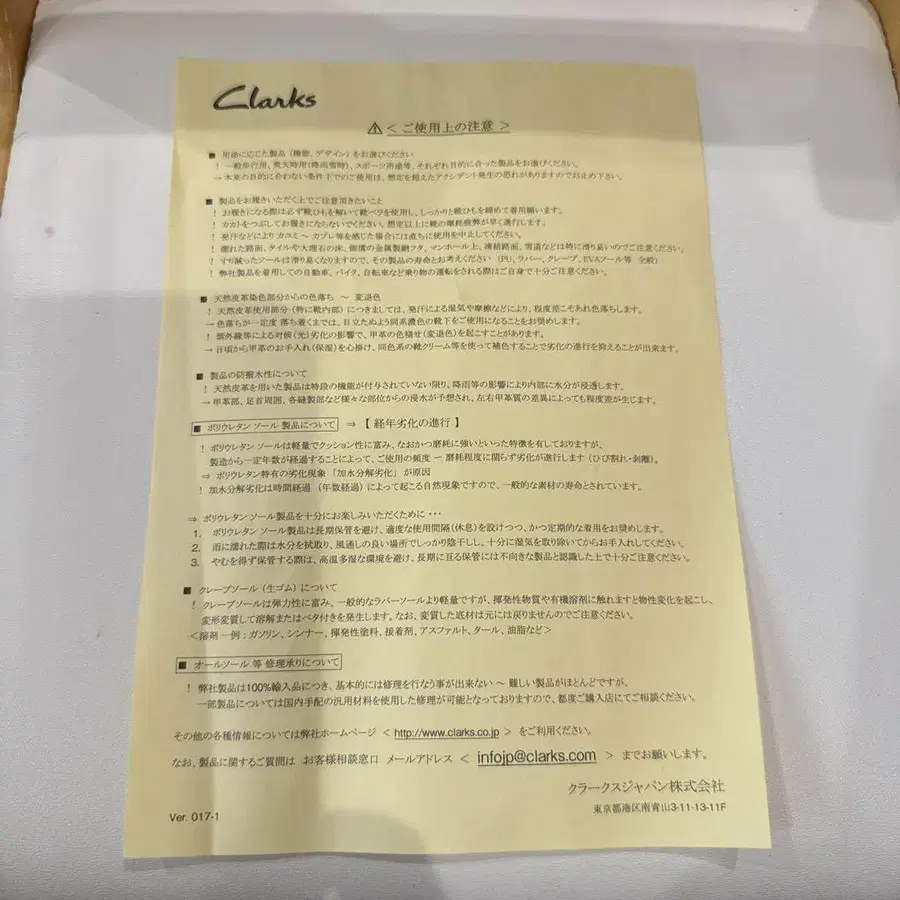 Clarks
⚠ < ご使用上の注意 >
■ 用途に応じた製品「機能、デザイン」をお選びください
! 一般歩行用、荒天時用(降雨雪時)、スポーツ用途等、それぞれ目的に合った製品をお選びください。
→ 本来の目的に合わない条件下でのご使用は、想定を超えたアクシデント発生の恐れがありますのでお止め下さい。
■ 製品をお履きいただく上でご注意頂きたいこと
! お履きになる際は必ず靴ひもを解いて靴ベラを使用し、しっかりと靴ひもを締めて着用願います。
! カカトをつぶしてお履きにならないでください。想定以上に靴の摩耗疲弊が早く進行します。
! 発汗などにより カユミ ～ カブレ等を感じた場合には直ちに使用を中止してください。
! 濡れた路面、タイルや大理石の床、側溝の金属製網フタ、マンホール上、凍結路面、雪道などは特に滑り易いのでご注意ください。
! すり減ったソールは滑り易くなりますので、その製品の寿命とお考えください (PU、ラバー、クレープ、EVAソール等 全般)
! 弊社製品を着用しての自動車、バイク、自転車など乗り物の運転をされる際はご自身で十分ご注意ください。
■ 天然皮革染色部分からの色落ち ～ 変退色
! 天然皮革使用部分 (特に靴内部) につきましては、発汗による湿気や摩擦などにより、程度差こそあれ色落ちします。
→ 色落ちが一定度 落ち着くまでは、目立たぬよう同系濃色の靴下をご使用になることをお奨めします。
! 紫外線等による対候(光)劣化の影響で、甲革の色褪せ(変退色)を起こすことがあります。
→ 日頃から甲革のお手入れ(保湿)を心掛け、同色系の靴クリーム等を使って補色することで劣化の進行を抑えることが出来ます。
■ 製品の防撥水性について
! 天然皮革を用いた製品は特段の機能が付与されていない限り、降雨等の影響により内部に水分が浸透します。
→ 甲革部、足首周囲、各縫製部など様々な部位からの浸水が予想され、左右甲革質の差異によっても程度差が生じます。
■ ポリウレタン ソール 製品について ⇒ 【 経年劣化の進行 】
! ポリウレタン ソールは軽量でクッション性に富み、なおかつ磨耗に強いといった特徴を有しておりますが、
製造から一定年数が経過することによって、ご使用の頻度 ー 磨耗程度に関らず劣化が進行します (ひび割れ・剥離)。
⇒ ポリウレタン特有の劣化現象 「加水分解劣化」 が原因
! 加水分解劣化は時間経過 (年数経過) によって起こる自然現象ですので、一般的な素材の寿命とされています。
⇒ ポリウレタン ソール製品を十分にお楽しみいただくために・・・
1. ポリウレタン ソール製品は長期保管を避け、適度な使用間隔(休息)を設けつつ、かつ定期的な着用をお奨めします。
2. 雨に濡れた際は水分を拭取り、風通しの良い場所でしっかり陰干しし、十分に湿気を取り除いてからお手入れしてください。
3. やむを得ず保管する際は、高温多湿な環境を避け、長期に亘る保管には不向きな製品と認識した上で十分ご注意ください。
■ クレープソール (生ゴム) について
! クレープソールは弾力性に富み、一般的なラバーソールより軽量ですが、揮発性物質や有機溶剤に触れますと物性変化を起こし、
変形変質して溶解またはベタ付きを発生します。なお、変質した底材は元には戻りませんのでご注意ください。
<溶剤 一例 : ガソリン、シンナー、揮発性塗料、接着剤、アスファルト、タール、油脂など>
■ オールソール 等 修理承りについて
! 弊社製品は100%輸入品につき、基本的には修理を行なう事が出来ない ～ 難しい製品がほとんどですが、
一部製品については国内手配の汎用材料を使用した修理が可能となっておりますので、都度ご購入店にてご相談ください。
その他の各種情報については弊社ホームページ < http://www.clarks.co.jp > をご利用ください。
なお、製品に関するご質問は お客様相談窓口 メールアドレス < infojp@clarks.com > までお願いします。
クラークスジャパン株式会社
東京都港区南青山3-11-13-11F
Ver. 017-1